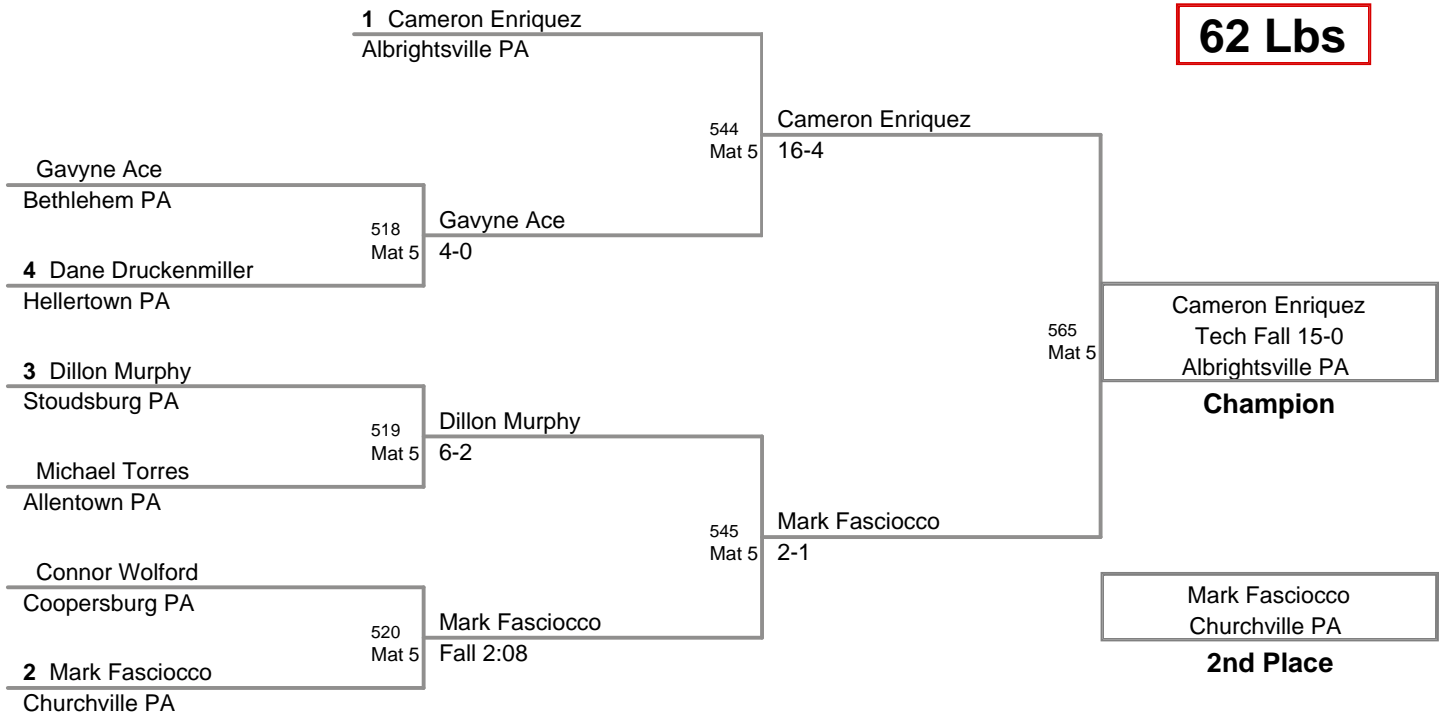 1 Cameron Enriquez
Albrightsville PA
62 Lbs
544
Mat 5
Cameron Enriquez
16-4
Gavyne Ace
Bethlehem PA
518
Mat 5
Gavyne Ace
4-0
4 Dane Druckenmiller
Hellertown PA
565
Mat 5
Cameron Enriquez
Tech Fall 15-0
Albrightsville PA
Champion
3 Dillon Murphy
Stoudsburg PA
519
Mat 5
Dillon Murphy
6-2
Michael Torres
Allentown PA
545
Mat 5
Mark Fasciocco
2-1
Connor Wolford
Coopersburg PA
520
Mat 5
Mark Fasciocco
Fall 2:08
2 Mark Fasciocco
Churchville PA
Mark Fasciocco
Churchville PA
2nd Place